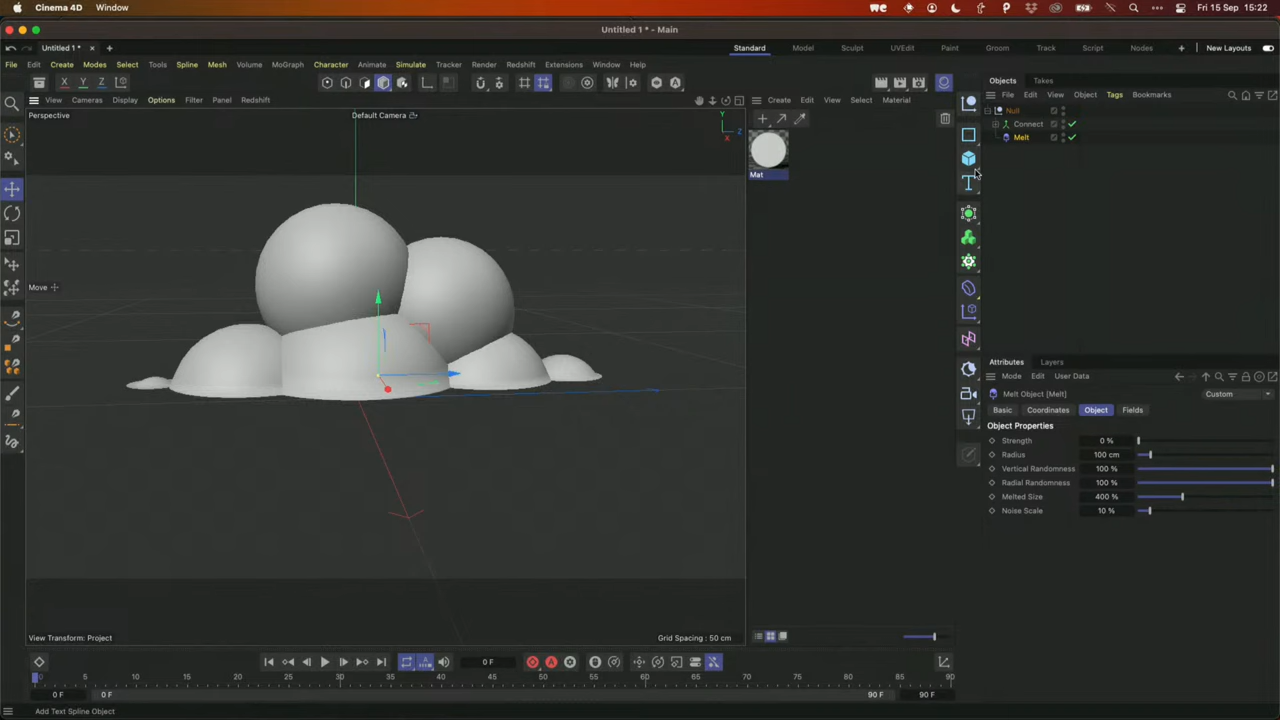 Cinema 4D Window Fri 15 Sep 15:22
Untitled 1 * - Main
Untitled 1 * Standard Model Sculpt UVEdit Paint Groom Track Script Nodes New Layouts
File Edit Create Modes Select Tools Spline Mesh Volume MoGraph Character Animate Simulate Tracker Render Redshift Extensions Window Help
X Y Z Objects Takes
View Cameras Display Options Filter Panel Redshift Create Edit View Select Material File Edit View Object Tags Bookmarks
Perspective Default Camera Y Z X Null
Connect
Melt
Mat
Move
Attributes Layers
Mode Edit User Data
Melt Object [Melt] Custom
Basic Coordinates Object Fields
Object Properties
Strength 0 %
Radius 100 cm
Vertical Randomness 100 %
Radial Randomness 100 %
Melted Size 400 %
Noise Scale 10 %
View Transform: Project Grid Spacing : 50 cm
0 F
0 5 10 15 20 25 30 35 40 45 50 55 60 65 70 75 80 85 90
0 F 0 F 90 F 90 F
Add Text Spline Object